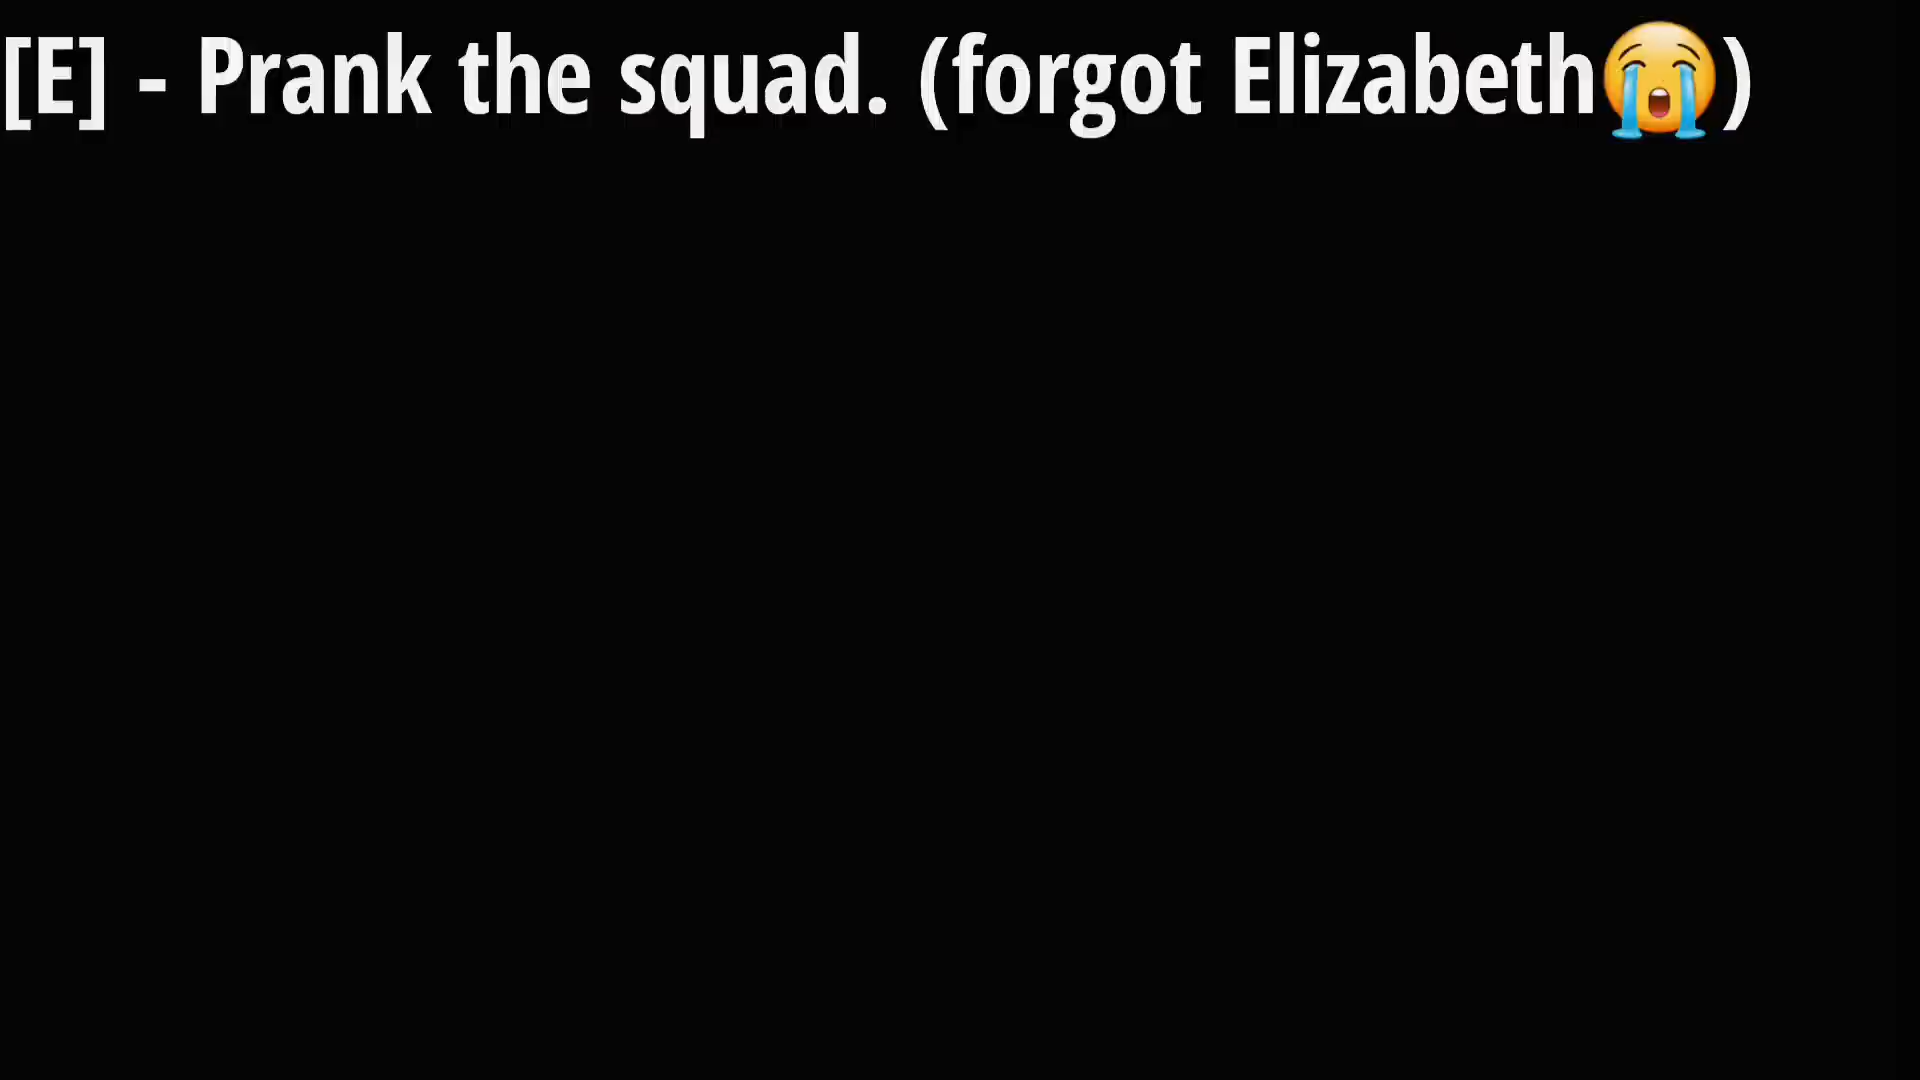 [E] - Prank the squad. (forgot Elizabeth😭)